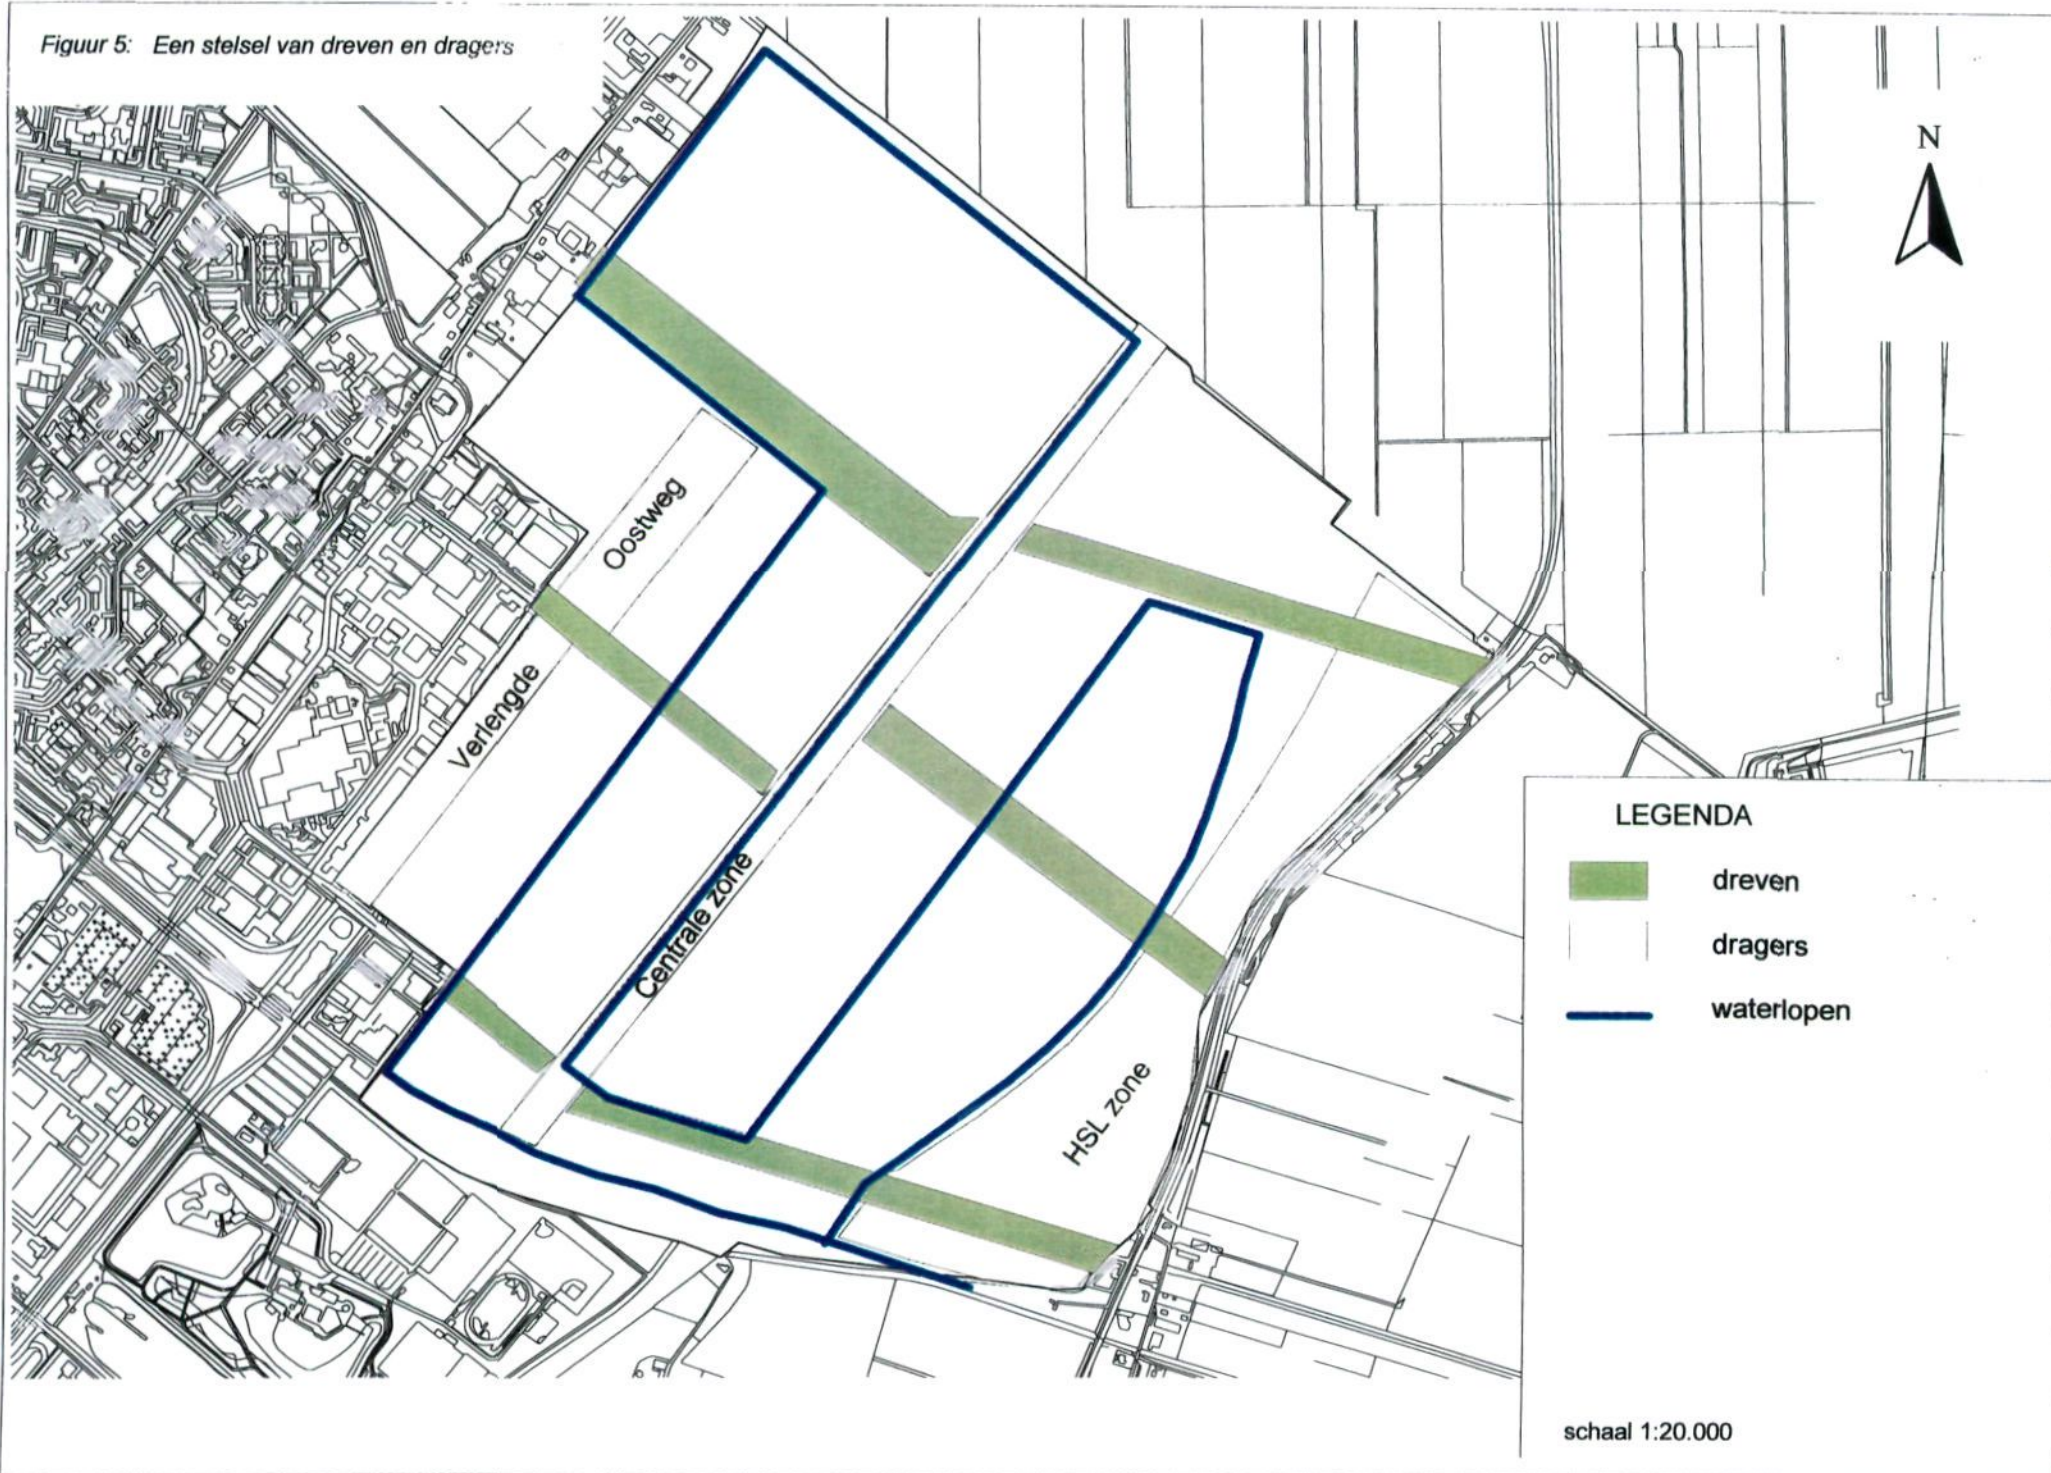 Figuur 5: Een stelsel van dreven en dragers
N
Oostweg
Verlengde
Centrale zone
HSL zone
LEGENDA
dreven
dragers
waterlopen
schaal 1:20.000